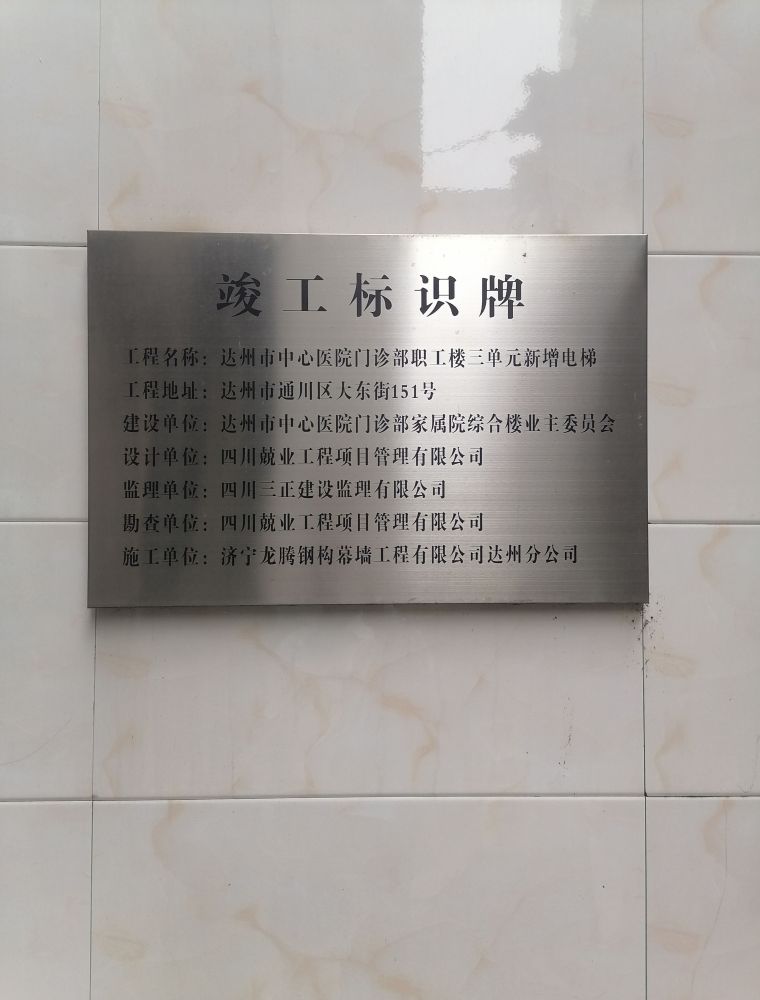 竣工标识牌
工程名称：达州市中心医院门诊部职工楼三单元新增电梯
工程地址：达州市通川区大东街151号
建设单位：达州市中心医院门诊部家属院综合楼业主委员会
设计单位：四川兢业工程项目管理有限公司
监理单位：四川三正建设监理有限公司
勘查单位：四川兢业工程项目管理有限公司
施工单位：济宁龙腾钢构幕墙工程有限公司达州分公司